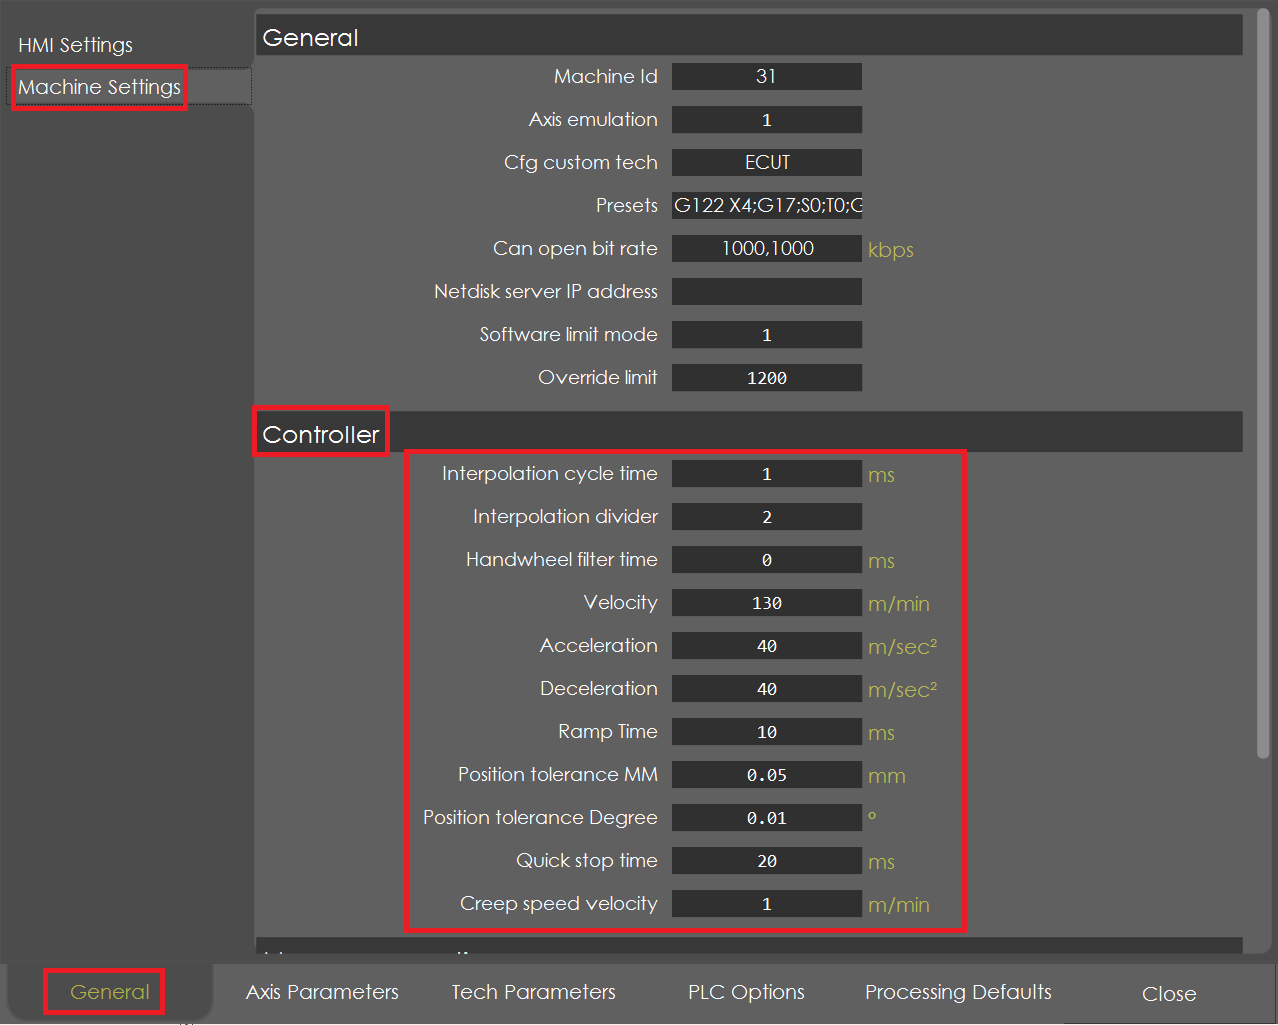 HMI Settings
Machine Settings
General
Machine Id 31
Axis emulation 1
Cfg custom tech ECUT
Presets G122 X4;G17;S0;T0;G
Can open bit rate 1000,1000 kbps
Netdisk server IP address
Software limit mode 1
Override limit 1200
Controller
Interpolation cycle time 1 ms
Interpolation divider 2
Handwheel filter time 0 ms
Velocity 130 m/min
Acceleration 40 m/sec²
Deceleration 40 m/sec²
Ramp Time 10 ms
Position tolerance MM 0.05 mm
Position tolerance Degree 0.01 °
Quick stop time 20 ms
Creep speed velocity 1 m/min
General Axis Parameters Tech Parameters PLC Options Processing Defaults Close